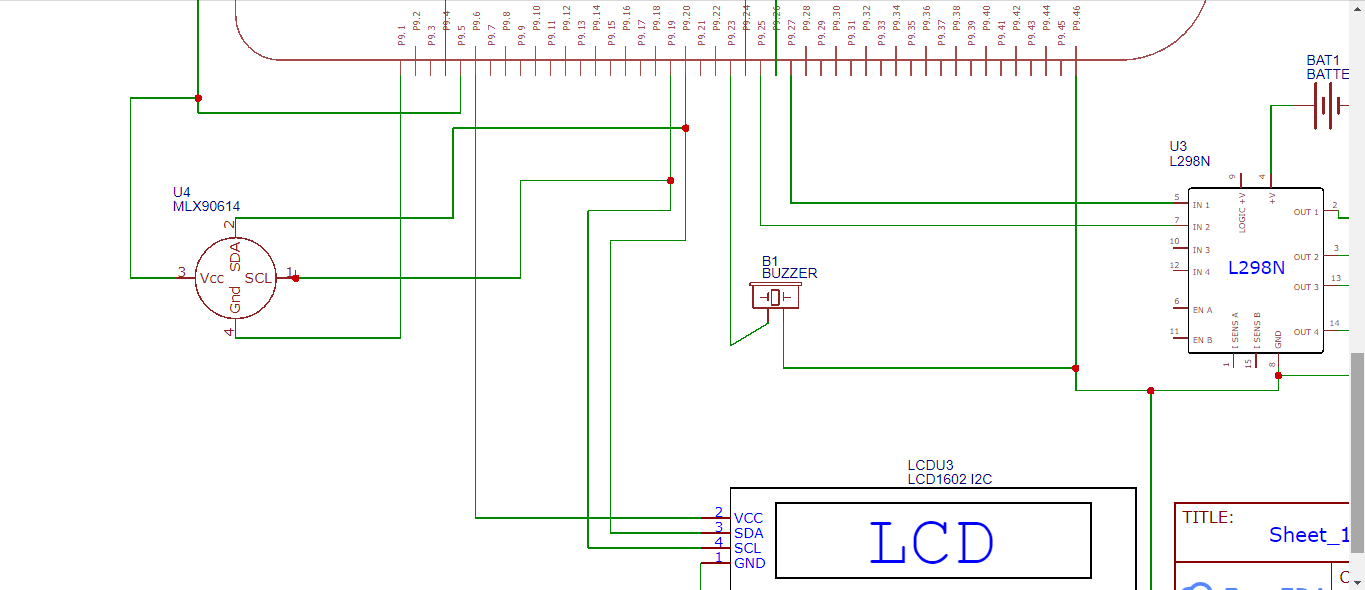 P9.1
P9.2
P9.3
P9.4
P9.5
P9.6
P9.7
P9.8
P9.9
P9.10
P9.11
P9.12
P9.13
P9.14
P9.15
P9.16
P9.17
P9.18
P9.19
P9.20
P9.21
P9.22
P9.23
P9.24
P9.25
P9.26
P9.27
P9.28
P9.29
P9.30
P9.31
P9.32
P9.33
P9.34
P9.35
P9.36
P9.37
P9.38
P9.39
P9.40
P9.41
P9.42
P9.43
P9.44
P9.45
P9.46
BAT1
BATTE
U3
L298N
9
4
LOGIC +V
+V
5
IN 1
7
IN 2
10
IN 3
12
IN 4
6
EN A
11
EN B
L298N
OUT 1
2
OUT 2
3
OUT 3
13
OUT 4
14
I SENS A
I SENS B
GND
1
15
8
U4
MLX90614
2
SDA
3
Vcc
SCL
1
Gnd
4
B1
BUZZER
LCDU3
LCD1602 I2C
2
VCC
3
SDA
4
SCL
1
GND
LCD
TITLE:
Sheet_1